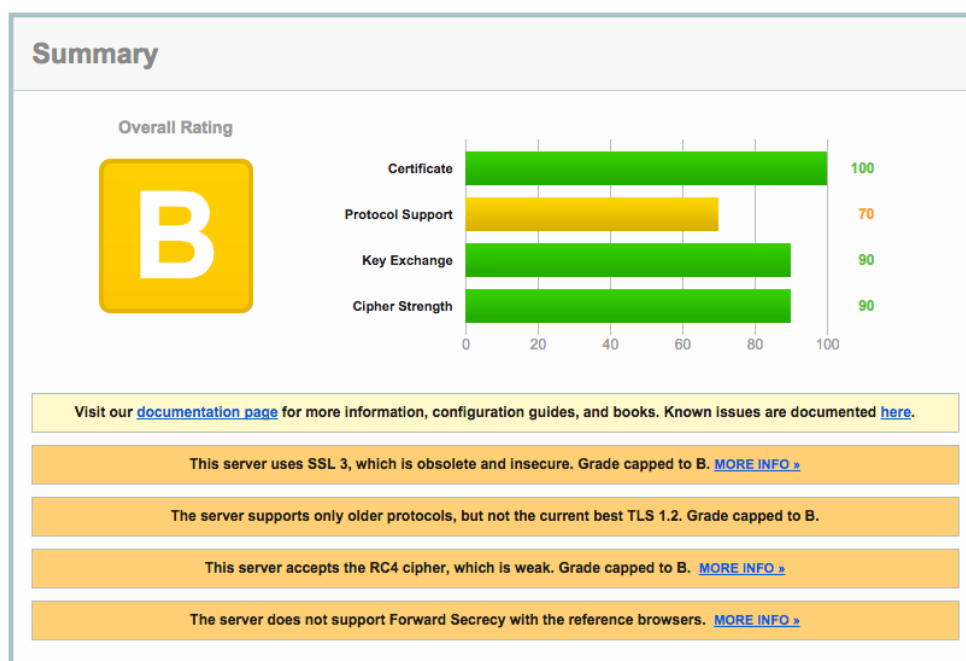 Summary
Overall Rating
B
Certificate 100
Protocol Support 70
Key Exchange 90
Cipher Strength 90
0 20 40 60 80 100
Visit our documentation page for more information, configuration guides, and books. Known issues are documented here.
This server uses SSL 3, which is obsolete and insecure. Grade capped to B. MORE INFO »
The server supports only older protocols, but not the current best TLS 1.2. Grade capped to B.
This server accepts the RC4 cipher, which is weak. Grade capped to B. MORE INFO »
The server does not support Forward Secrecy with the reference browsers. MORE INFO »